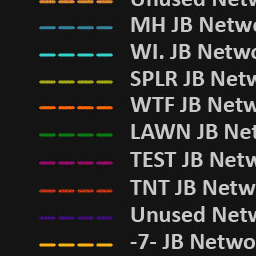 Unused Netw
MH JB Netwo
WI. JB Netwo
SPLR JB Netw
WTF JB Netw
LAWN JB Net
TEST JB Netw
TNT JB Netw
Unused Netw
-7- JB Netwo